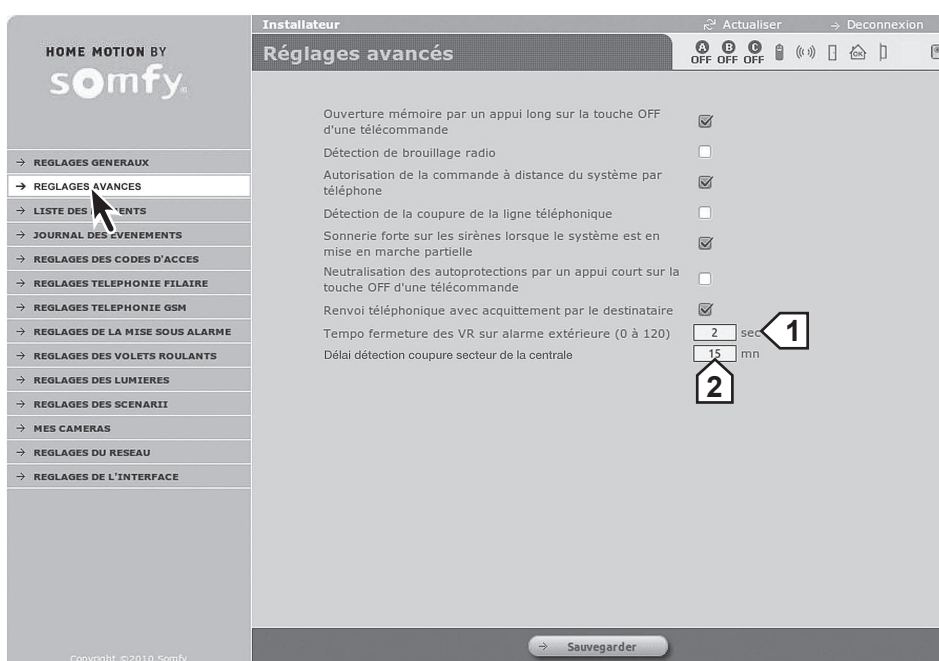 Installateur
Actualiser
Deconnexion
HOME MOTION BY
somfy
Réglages avancés
A B C
OFF OFF OFF
OK
Ouverture mémoire par un appui long sur la touche OFF
d'une télécommande
Détection de brouillage radio
Autorisation de la commande à distance du système par
téléphone
Détection de la coupure de la ligne téléphonique
Sonnerie forte sur les sirènes lorsque le système est en
mise en marche partielle
Neutralisation des autoprotections par un appui court sur la
touche OFF d'une télécommande
Renvoi téléphonique avec acquittement par le destinataire
Tempo fermeture des VR sur alarme extérieure (0 à 120) 2 sec
1
Délai détection coupure secteur de la centrale 15 mn
2
→ REGLAGES GENERAUX
→ REGLAGES AVANCES
→ LISTE DES
→ JOURNAL DES EVENEMENTS
→ REGLAGES DES CODES D'ACCES
→ REGLAGES TELEPHONIE FILAIRE
→ REGLAGES TELEPHONIE GSM
→ REGLAGES DE LA MISE SOUS ALARME
→ REGLAGES DES VOLETS ROULANTS
→ REGLAGES DES LUMIERES
→ REGLAGES DES SCENARII
→ MES CAMERAS
→ REGLAGES DU RESEAU
→ REGLAGES DE L'INTERFACE
→ Sauvegarder
Copyright ©2010 Somfy